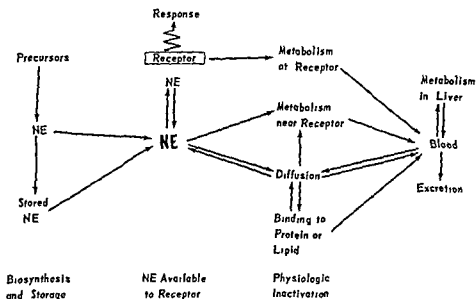 Response
Receptor
Precursors
Metabolism
at Receptor
NE
Metabolism
in Liver
Metabolism
near Receptor
NE
NE
Blood
Diffusion
Stored
NE
Excretion
Binding to
Protein or
Lipid
Biosynthesis
and Storage
NE Available
to Receptor
Physiologic
Inactivation